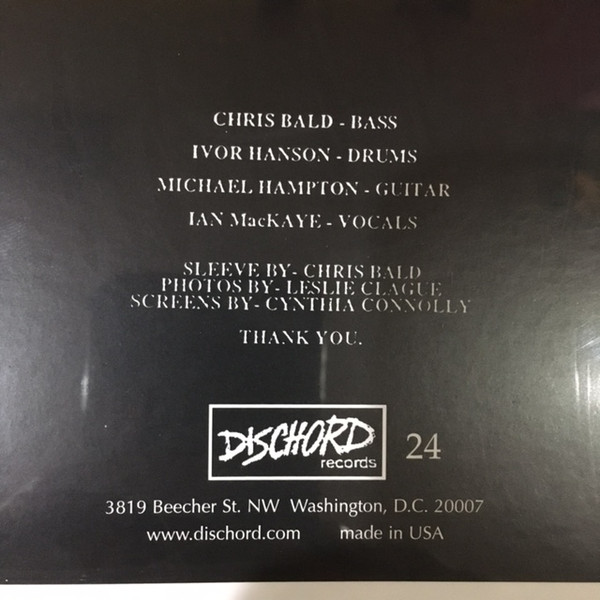 CHRIS BALD - BASS
IVOR HANSON - DRUMS
MICHAEL HAMPTON - GUITAR
IAN MacKAYE - VOCALS
SLEEVE BY- CHRIS BALD
PHOTOS BY- LESLIE CLAGUE
SCREENS BY- CYNTHIA CONNOLLY
THANK YOU.
DISCHORD
records
24
3819 Beecher St. NW Washington, D.C. 20007
www.dischord.com made in USA